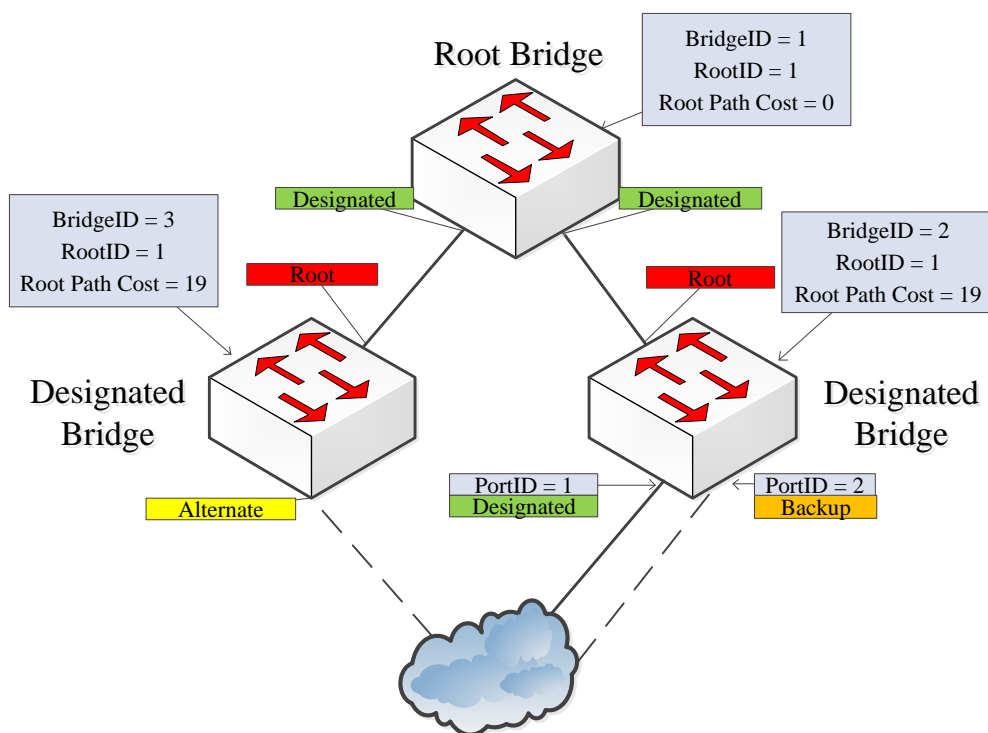 Root Bridge
BridgeID = 1
RootID = 1
Root Path Cost = 0
Designated
Designated
BridgeID = 3
RootID = 1
Root Path Cost = 19
Root
Root
BridgeID = 2
RootID = 1
Root Path Cost = 19
Designated
Bridge
Designated
Bridge
Alternate
PortID = 1
Designated
PortID = 2
Backup